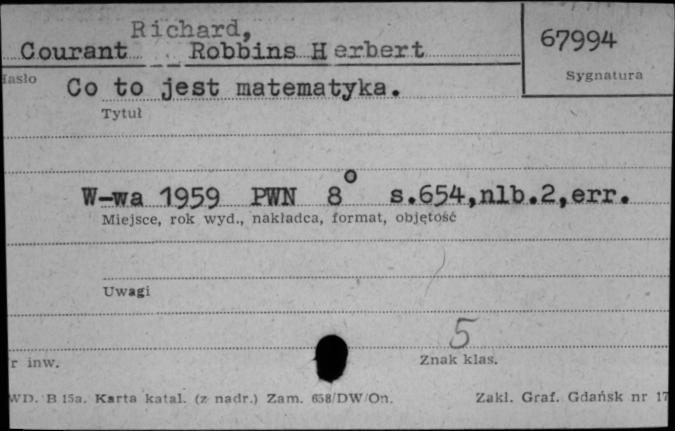 Richard,
Courant Robbins Herbert
67994
Sygnatura
Hasło
Co to jest matematyka.
Tytuł
W-wa 1959 PWN 8° s.654,nlb.2,err.
Miejsce, rok wyd., nakładca, format, objętość
Uwagi
5
r inw.
Znak klas.
WD. B 15a. Karta katal. (z nadr.) Zam. 658/DW/On.
Zakł. Graf. Gdańsk nr 17